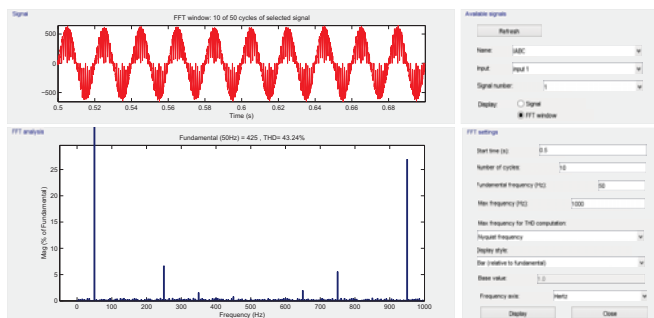 Signal
FFT window: 10 of 50 cycles of selected signal
500
0
−500
0.5
0.52
0.54
0.56
0.58
0.6
0.62
0.64
0.66
0.68
Time (s)
FFT analysis
Fundamental (50Hz) = 425 , THD= 43.24%
Mag (% of Fundamental)
25
20
15
10
5
0
0
100
200
300
400
500
600
700
800
900
1000
Frequency (Hz)
Available signals
Refresh
Name: IABC
Input: input 1
Signal number: 1
Display: Signal
FFT window
FFT settings
Start time (s): 0.5
Number of cycles: 10
Fundamental frequency (Hz): 50
Max frequency (Hz): 1000
Max frequency for THD computation:
Nyquist frequency
Display style:
Bar (relative to fundamental)
Base value: 1.0
Frequency axis: Hertz
Display
Close